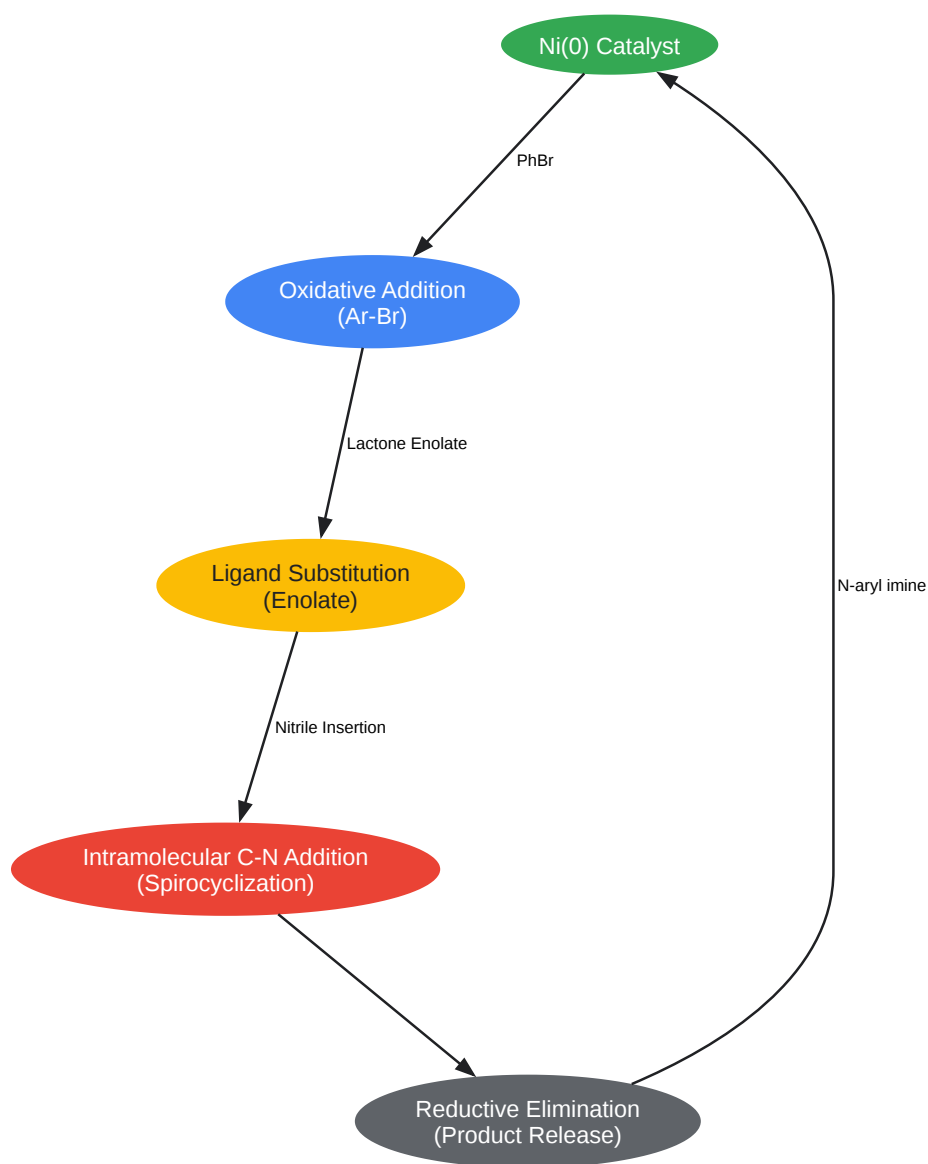 Ni(0) Catalyst
PhBr
Oxidative Addition
(Ar-Br)
Lactone Enolate
Ligand Substitution
(Enolate)
N-aryl imine
Nitrile Insertion
Intramolecular C-N Addition
(Spirocyclization)
Reductive Elimination
(Product Release)